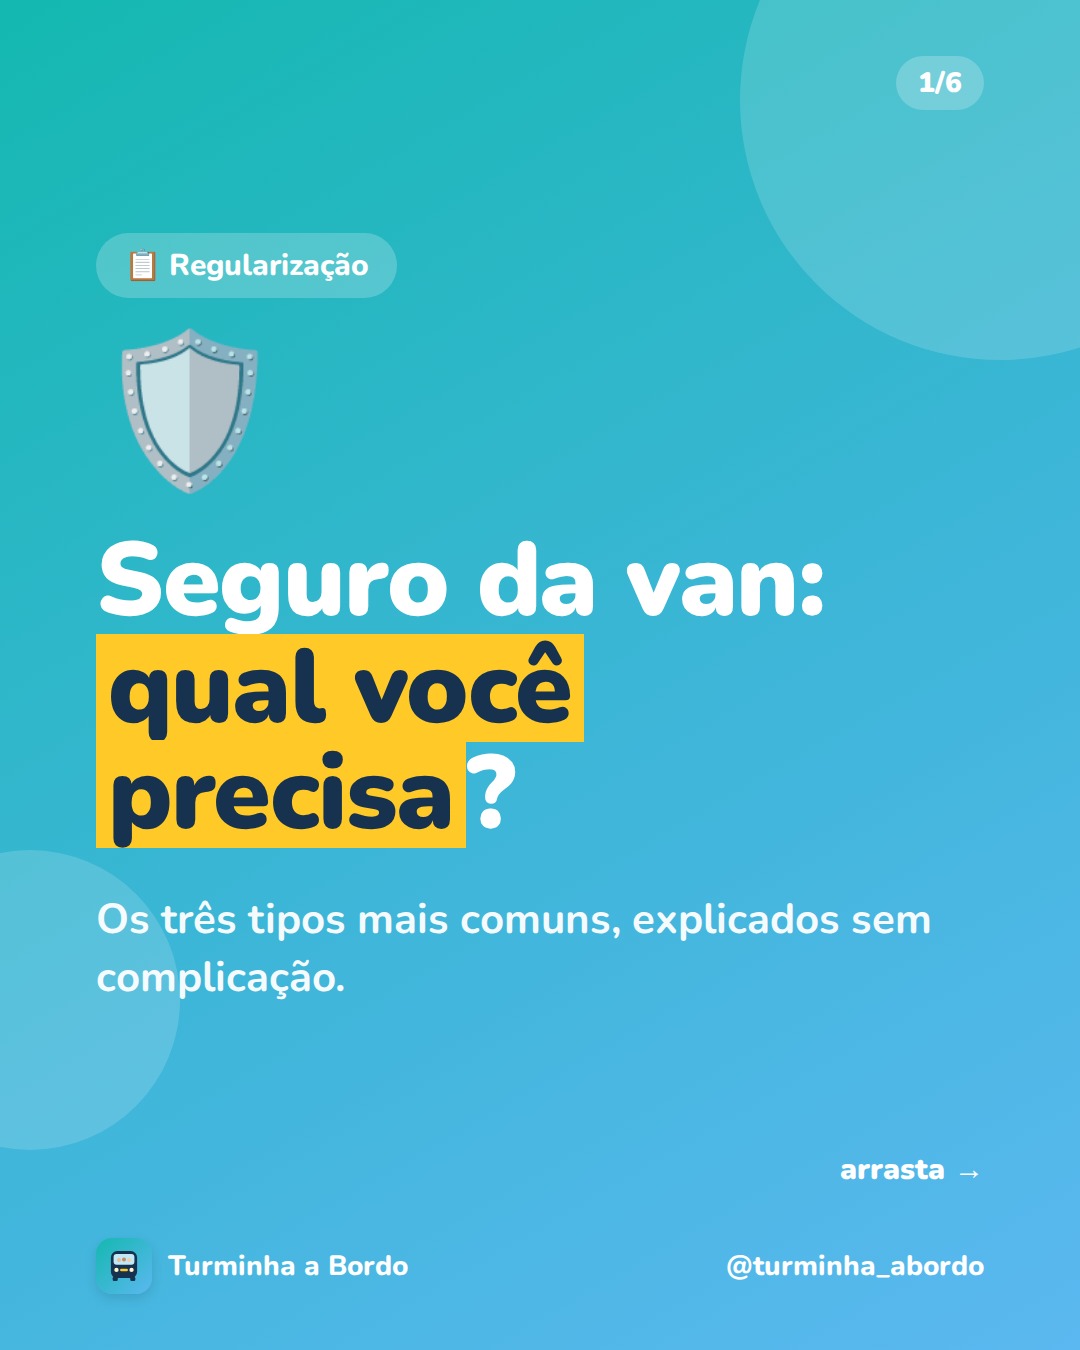 1/6
Regularização
Seguro da van:
qual você
precisa?
Os três tipos mais comuns, explicados sem
complicação.
arrasta →
Turminha a Bordo
@turminha_abordo